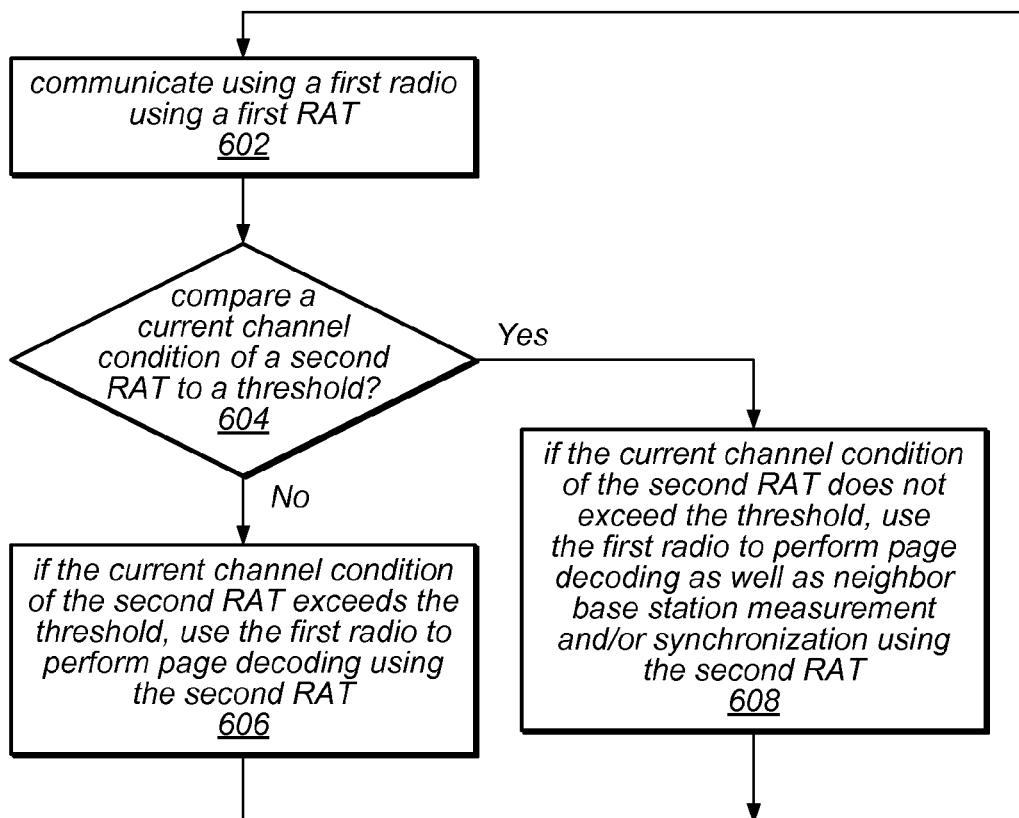 communicate using a first radio
using a first RAT
602
compare a
current channel
condition of a second
RAT to a threshold?
604
Yes
No
if the current channel condition
of the second RAT exceeds the
threshold, use the first radio to
perform page decoding using
the second RAT
606
if the current channel condition
of the second RAT does not
exceed the threshold, use
the first radio to perform page
decoding as well as neighbor
base station measurement
and/or synchronization using
the second RAT
608